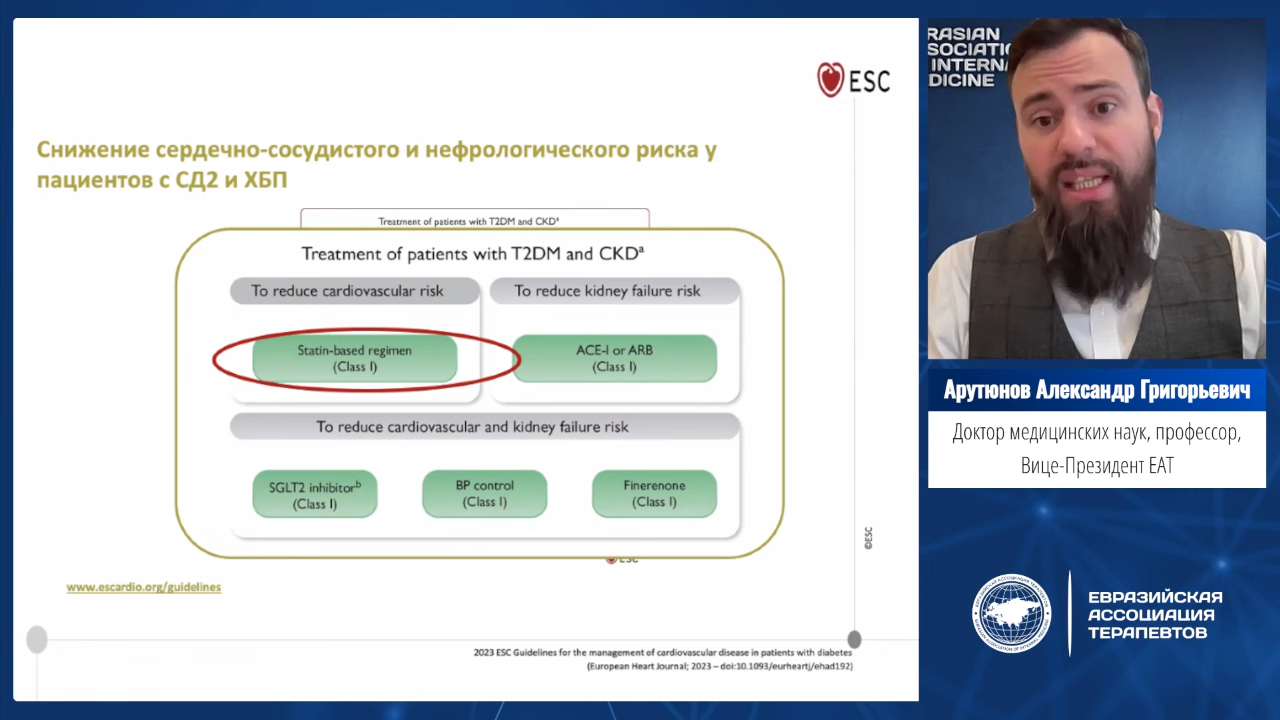 ESC
Снижение сердечно-сосудистого и нефрологического риска у
пациентов с СД2 и ХБП
Treatment of patients with T2DM and CKDᵃ
Treatment of patients with T2DM and CKDᵃ
To reduce cardiovascular risk
To reduce kidney failure risk
Statin-based regimen
(Class I)
ACE-I or ARB
(Class I)
To reduce cardiovascular and kidney failure risk
SGLT2 inhibitorᵇ
(Class I)
BP control
(Class I)
Finerenone
(Class I)
©ESC
www.escardio.org/guidelines
2023 ESC Guidelines for the management of cardiovascular disease in patients with diabetes
(European Heart Journal; 2023 – doi:10.1093/eurheartj/ehad192)
RASIAN
SOCIATIO
INTERNA
DICINE
Арутюнов Александр Григорьевич
Доктор медицинских наук, профессор,
Вице-Президент ЕАТ
ЕВРАЗИЙСКАЯ
АССОЦИАЦИЯ
ТЕРАПЕВТОВ